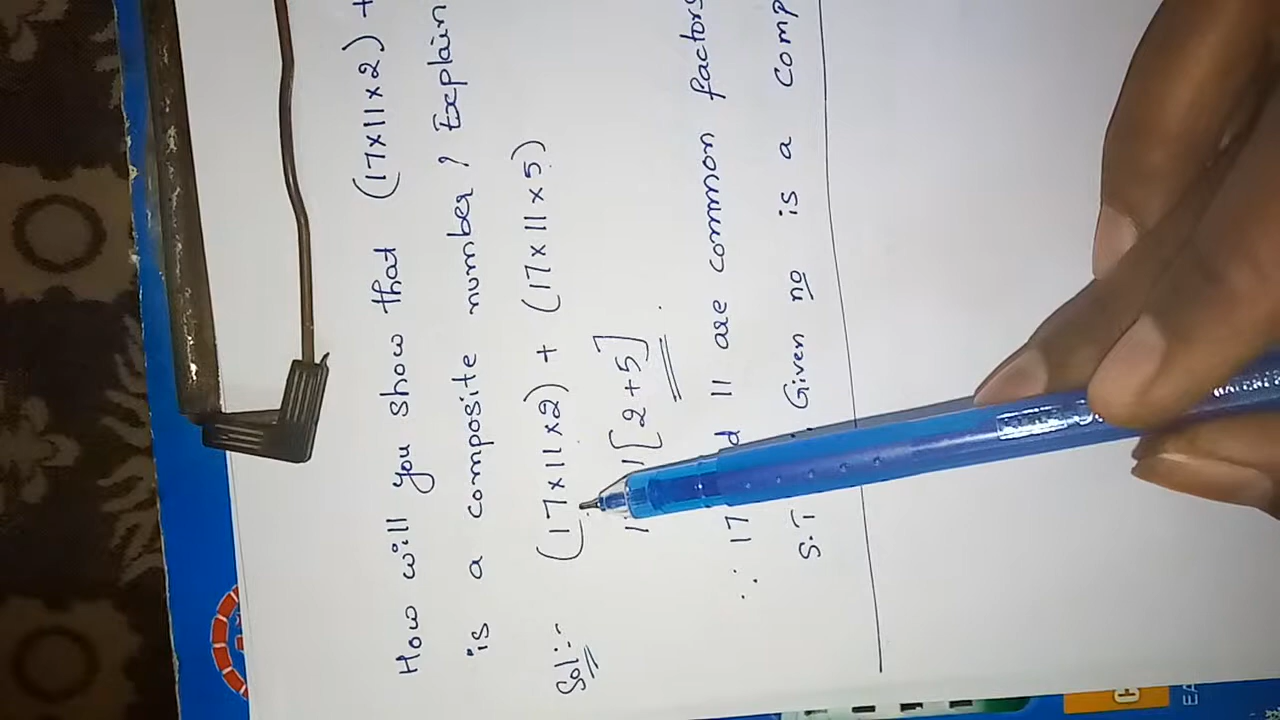 How will you show that (17×11×2) +
is a composite number? Explain
Sol:- (17×11×2) + (17×11×5)
1[2+5]
∴ 17 d 11 are common factors
S.T Given no is a comp